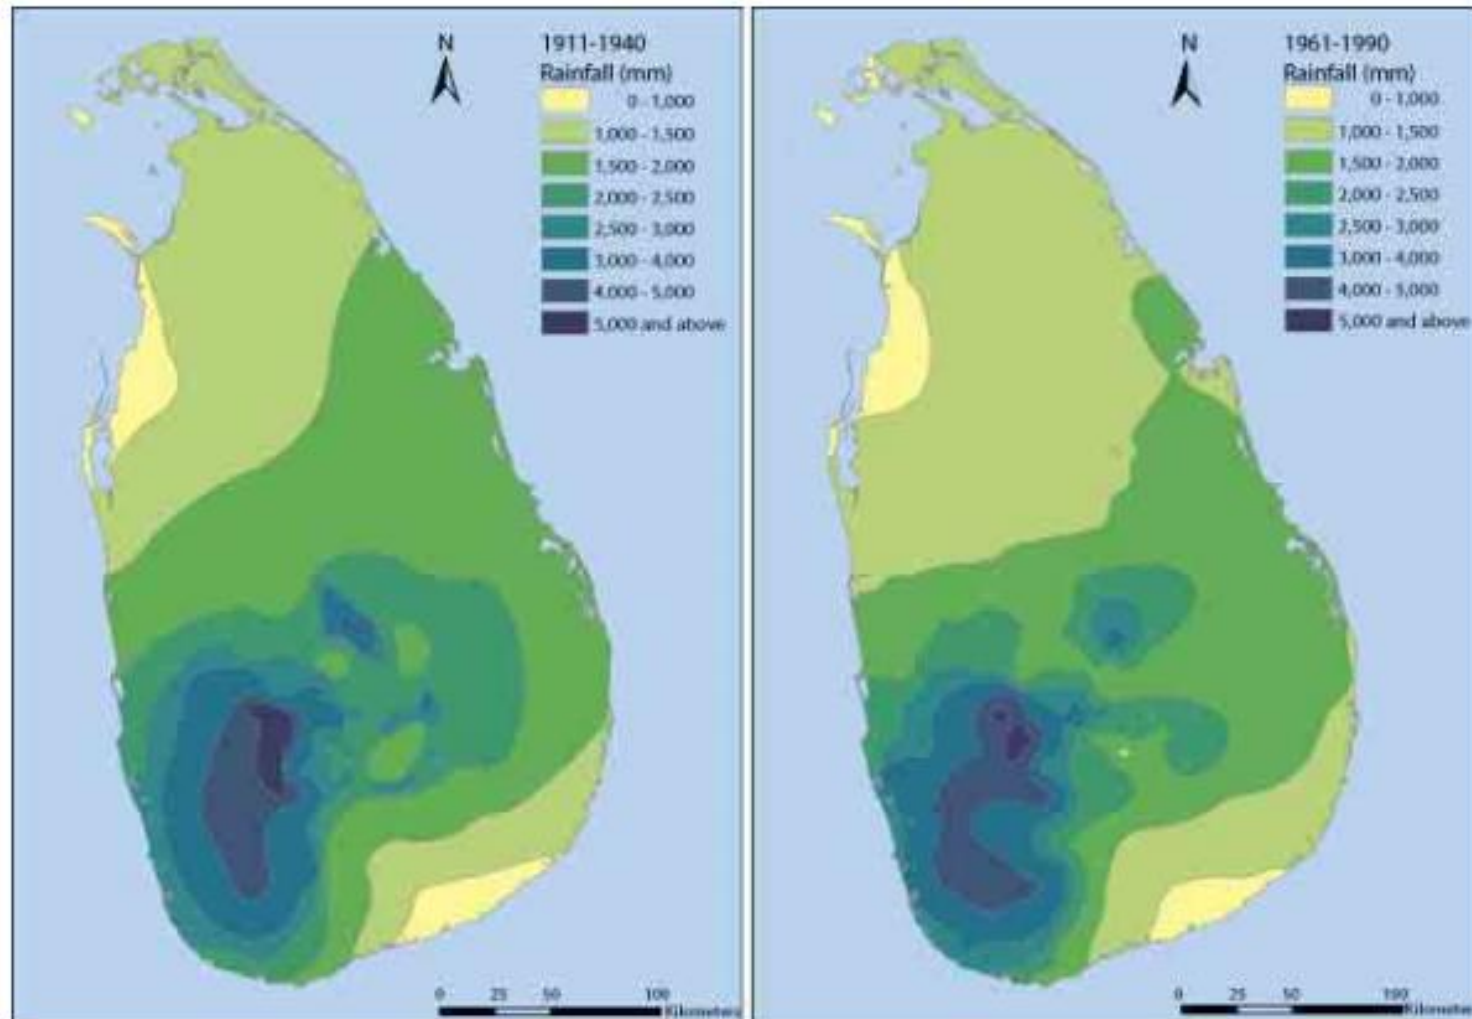 N
1911-1940
Rainfall (mm)
0 - 1,000
1,000 - 1,500
1,500 - 2,000
2,000 - 2,500
2,500 - 3,000
3,000 - 4,000
4,000 - 5,000
5,000 and above
0 25 50 100
Kilometers
N
1961-1990
Rainfall (mm)
0 - 1,000
1,000 - 1,500
1,500 - 2,000
2,000 - 2,500
2,500 - 3,000
3,000 - 4,000
4,000 - 5,000
5,000 and above
0 25 50 100
Kilometers